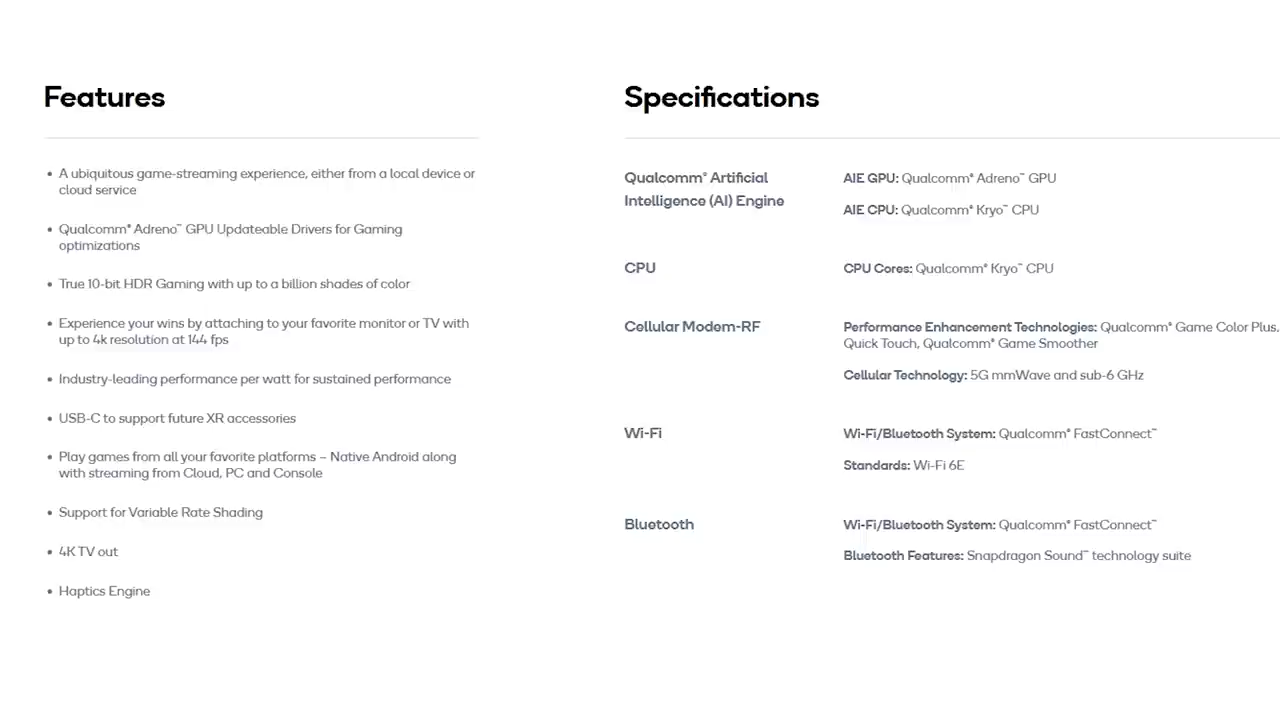 Features
• A ubiquitous game-streaming experience, either from a local device or
cloud service
• Qualcomm® Adreno™ GPU Updateable Drivers for Gaming
optimizations
• True 10-bit HDR Gaming with up to a billion shades of color
• Experience your wins by attaching to your favorite monitor or TV with
up to 4k resolution at 144 fps
• Industry-leading performance per watt for sustained performance
• USB-C to support future XR accessories
• Play games from all your favorite platforms – Native Android along
with streaming from Cloud, PC and Console
• Support for Variable Rate Shading
• 4K TV out
• Haptics Engine
Specifications
Qualcomm® Artificial
Intelligence (AI) Engine
AIE GPU: Qualcomm® Adreno™ GPU
AIE CPU: Qualcomm® Kryo™ CPU
CPU
CPU Cores: Qualcomm® Kryo™ CPU
Cellular Modem-RF
Performance Enhancement Technologies: Qualcomm® Game Color Plus,
Quick Touch, Qualcomm® Game Smoother
Cellular Technology: 5G mmWave and sub-6 GHz
Wi-Fi
Wi-Fi/Bluetooth System: Qualcomm® FastConnect™
Standards: Wi-Fi 6E
Bluetooth
Wi-Fi/Bluetooth System: Qualcomm® FastConnect™
Bluetooth Features: Snapdragon Sound™ technology suite